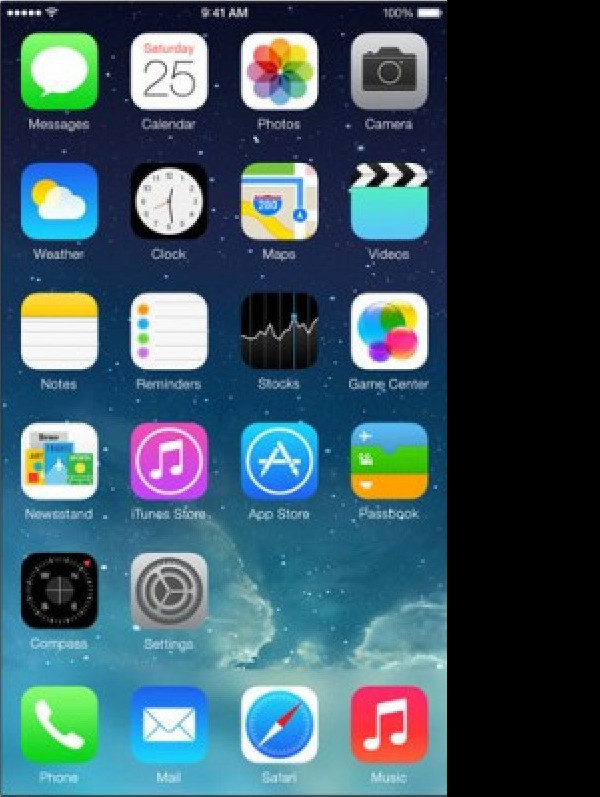 9:41 AM 100%
Saturday
25
Messages Calendar Photos Camera
280
Weather Clock Maps Videos
Notes Reminders Stocks Game Center
Newsstand iTunes Store App Store Passbook
Compass Settings
Phone Mail Safari Music